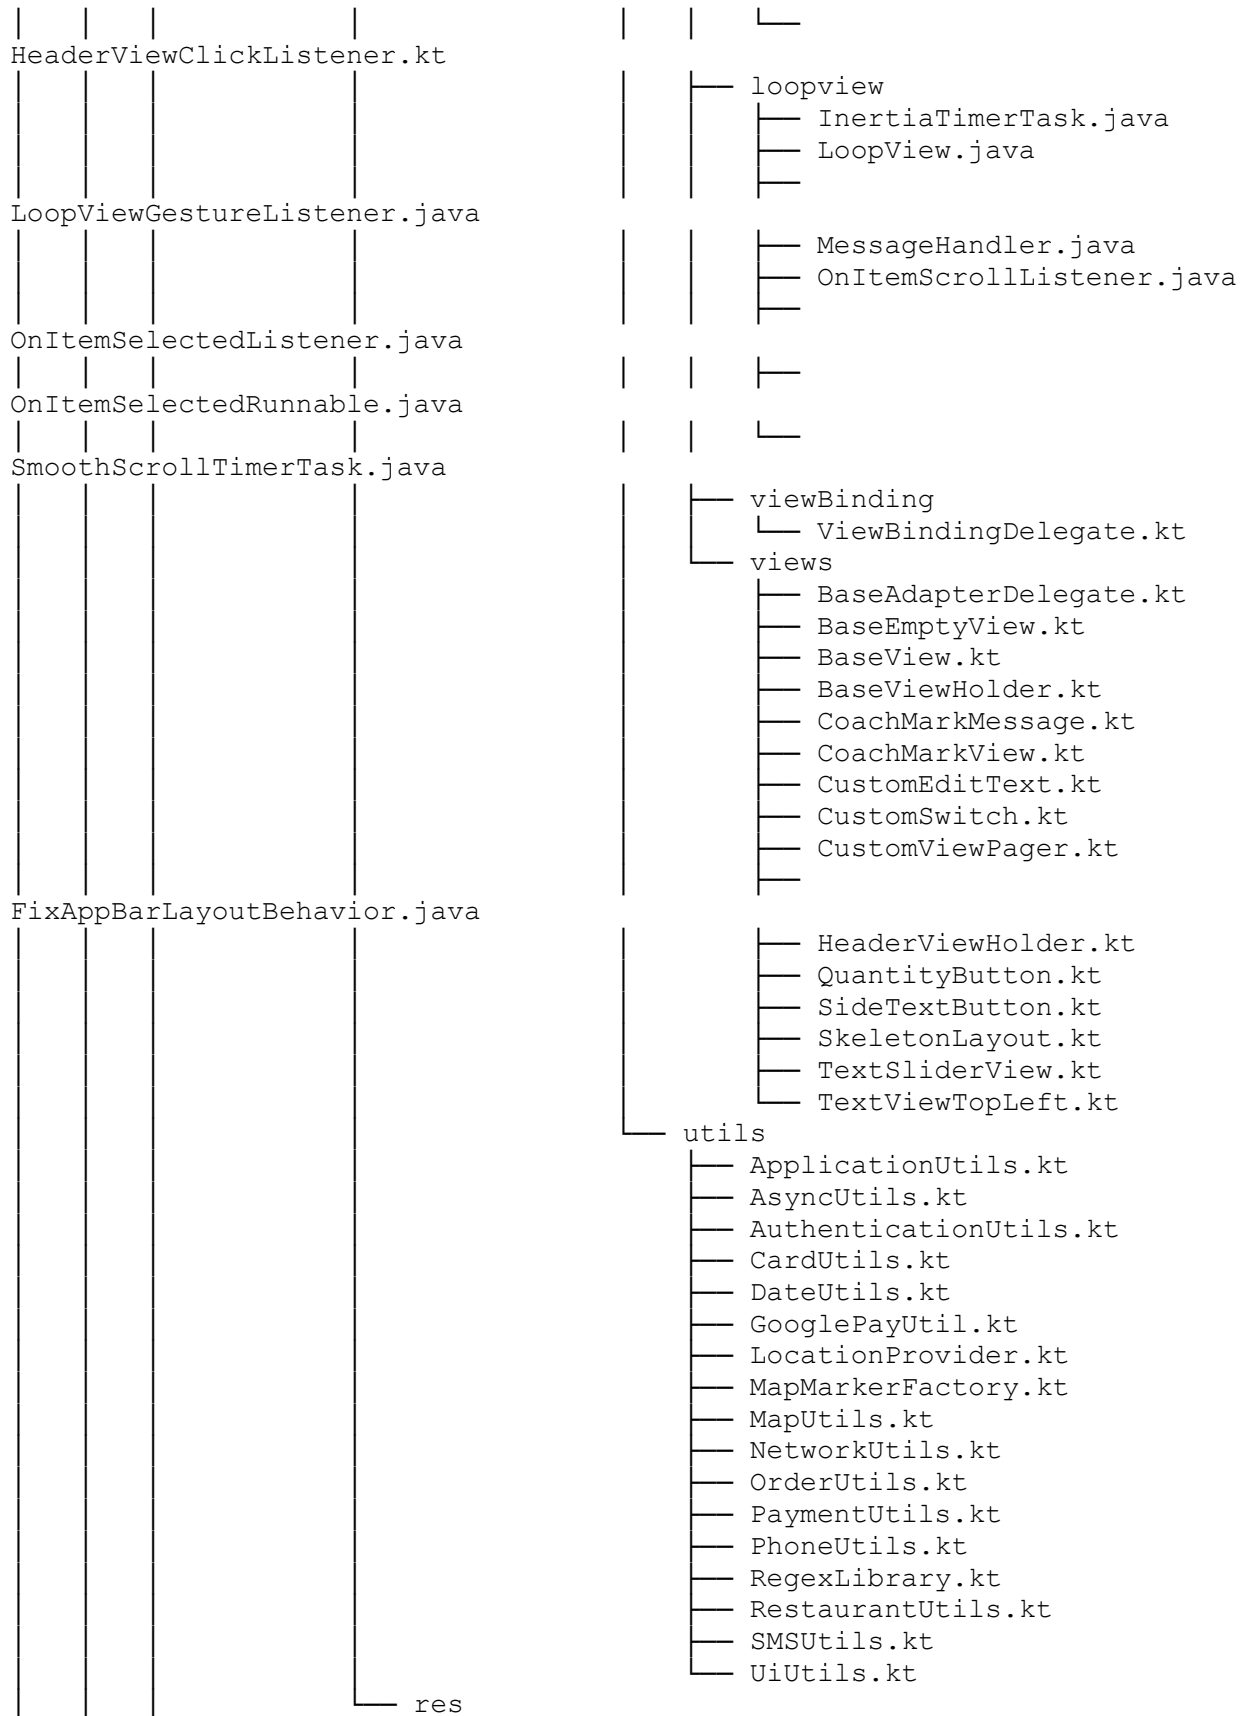 │   │   │           │               │   │   └──
HeaderViewClickListener.kt
│   │   │           │               │   ├── loopview
│   │   │           │               │   │   ├── InertiaTimerTask.java
│   │   │           │               │   │   ├── LoopView.java
│   │   │           │               │   │   ├──
LoopViewGestureListener.java
│   │   │           │               │   │   ├── MessageHandler.java
│   │   │           │               │   │   ├── OnItemScrollListener.java
│   │   │           │               │   │   ├──
OnItemSelectedListener.java
│   │   │           │               │   │   ├──
OnItemSelectedRunnable.java
│   │   │           │               │   │   └──
SmoothScrollTimerTask.java
│   │   │           │               │   ├── viewBinding
│   │   │           │               │   │   └── ViewBindingDelegate.kt
│   │   │           │               │   └── views
│   │   │           │               │       ├── BaseAdapterDelegate.kt
│   │   │           │               │       ├── BaseEmptyView.kt
│   │   │           │               │       ├── BaseView.kt
│   │   │           │               │       ├── BaseViewHolder.kt
│   │   │           │               │       ├── CoachMarkMessage.kt
│   │   │           │               │       ├── CoachMarkView.kt
│   │   │           │               │       ├── CustomEditText.kt
│   │   │           │               │       ├── CustomSwitch.kt
│   │   │           │               │       ├── CustomViewPager.kt
│   │   │           │               │       ├──
FixAppBarLayoutBehavior.java
│   │   │           │               │       ├── HeaderViewHolder.kt
│   │   │           │               │       ├── QuantityButton.kt
│   │   │           │               │       ├── SideTextButton.kt
│   │   │           │               │       ├── SkeletonLayout.kt
│   │   │           │               │       ├── TextSliderView.kt
│   │   │           │               │       └── TextViewTopLeft.kt
│   │   │           │               └── utils
│   │   │           │                   ├── ApplicationUtils.kt
│   │   │           │                   ├── AsyncUtils.kt
│   │   │           │                   ├── AuthenticationUtils.kt
│   │   │           │                   ├── CardUtils.kt
│   │   │           │                   ├── DateUtils.kt
│   │   │           │                   ├── GooglePayUtil.kt
│   │   │           │                   ├── LocationProvider.kt
│   │   │           │                   ├── MapMarkerFactory.kt
│   │   │           │                   ├── MapUtils.kt
│   │   │           │                   ├── NetworkUtils.kt
│   │   │           │                   ├── OrderUtils.kt
│   │   │           │                   ├── PaymentUtils.kt
│   │   │           │                   ├── PhoneUtils.kt
│   │   │           │                   ├── RegexLibrary.kt
│   │   │           │                   ├── RestaurantUtils.kt
│   │   │           │                   ├── SMSUtils.kt
│   │   │           │                   └── UiUtils.kt
│   │   │           └── res